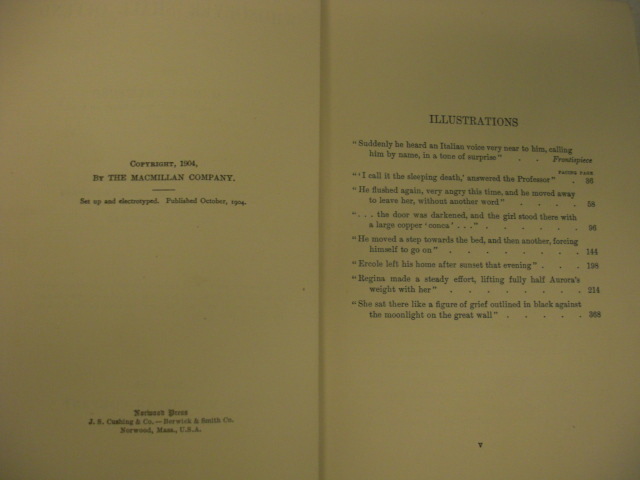 COPYRIGHT, 1904,
BY THE MACMILLAN COMPANY.
Set up and electrotyped. Published October, 1904.
Norwood Press
J. S. Cushing & Co. — Berwick & Smith Co.
Norwood, Mass., U.S.A.
ILLUSTRATIONS
"Suddenly he heard an Italian voice very near to him, calling
him by name, in a tone of surprise" . . Frontispiece
FACING PAGE
"'I call it the sleeping death,' answered the Professor" .
"He flushed again, very angry this time, and he moved away
to leave her, without another word" . . . . . 58
". . . the door was darkened, and the girl stood there with
a large copper 'conca' . . ." . . . . . . 96
"He moved a step towards the bed, and then another, forcing
himself to go on" . . . . . . . . 144
"Ercole left his home after sunset that evening" . . . 198
"Regina made a steady effort, lifting fully half Aurora's
weight with her" . . . . . . . . 214
"She sat there like a figure of grief outlined in black against
the moonlight on the great wall" . . . . . 368
v